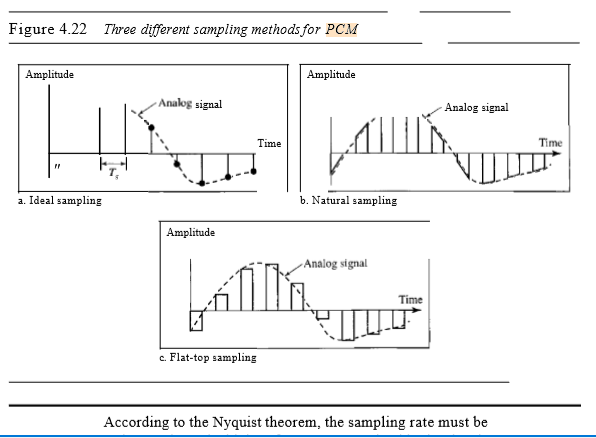 Figure 4.22 Three different sampling methods for PCM
Amplitude
Analog signal
Time
"
Ts
a. Ideal sampling
Amplitude
Analog signal
Time
b. Natural sampling
Amplitude
Analog signal
Time
c. Flat-top sampling
According to the Nyquist theorem, the sampling rate must be